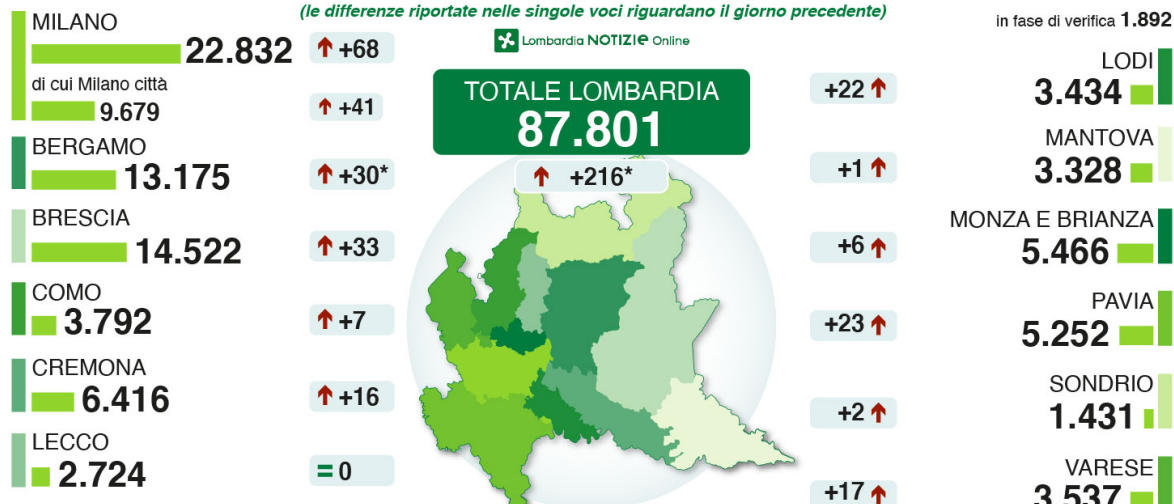 (le differenze riportate nelle singole voci riguardano il giorno precedente)
Lombardia NOTIZIE Online
in fase di verifica 1.892
TOTALE LOMBARDIA
87.801
+216*
MILANO
22.832 +68
di cui Milano città
9.679 +41
BERGAMO
13.175 +30*
BRESCIA
14.522 +33
COMO
3.792 +7
CREMONA
6.416 +16
LECCO
2.724 = 0
LODI
+22 3.434
MANTOVA
+1 3.328
MONZA E BRIANZA
+6 5.466
PAVIA
+23 5.252
SONDRIO
+2 1.431
VARESE
+17 3.537